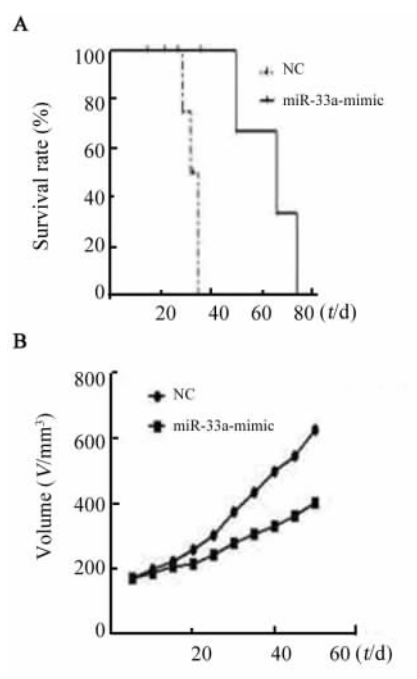 A
Survival rate (%)
100
80
60
40
20
0
20
40
60
80 (t/d)
NC
miR-33a-mimic
B
Volume (V/mm³)
800
600
400
200
0
20
40
60 (t/d)
NC
miR-33a-mimic